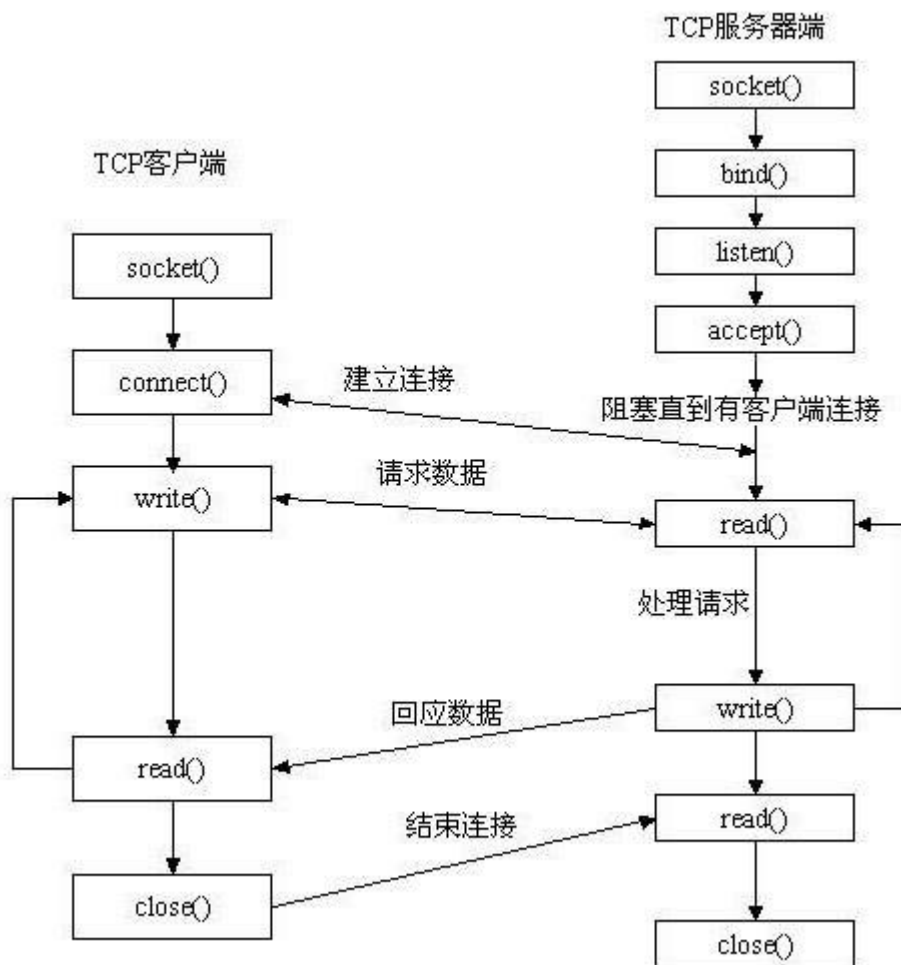 TCP服务器端
socket()
bind()
TCP客户端
listen()
socket()
accept()
connect()
建立连接
阻塞直到有客户端连接
write()
请求数据
read()
处理请求
回应数据
write()
read()
结束连接
read()
close()
close()